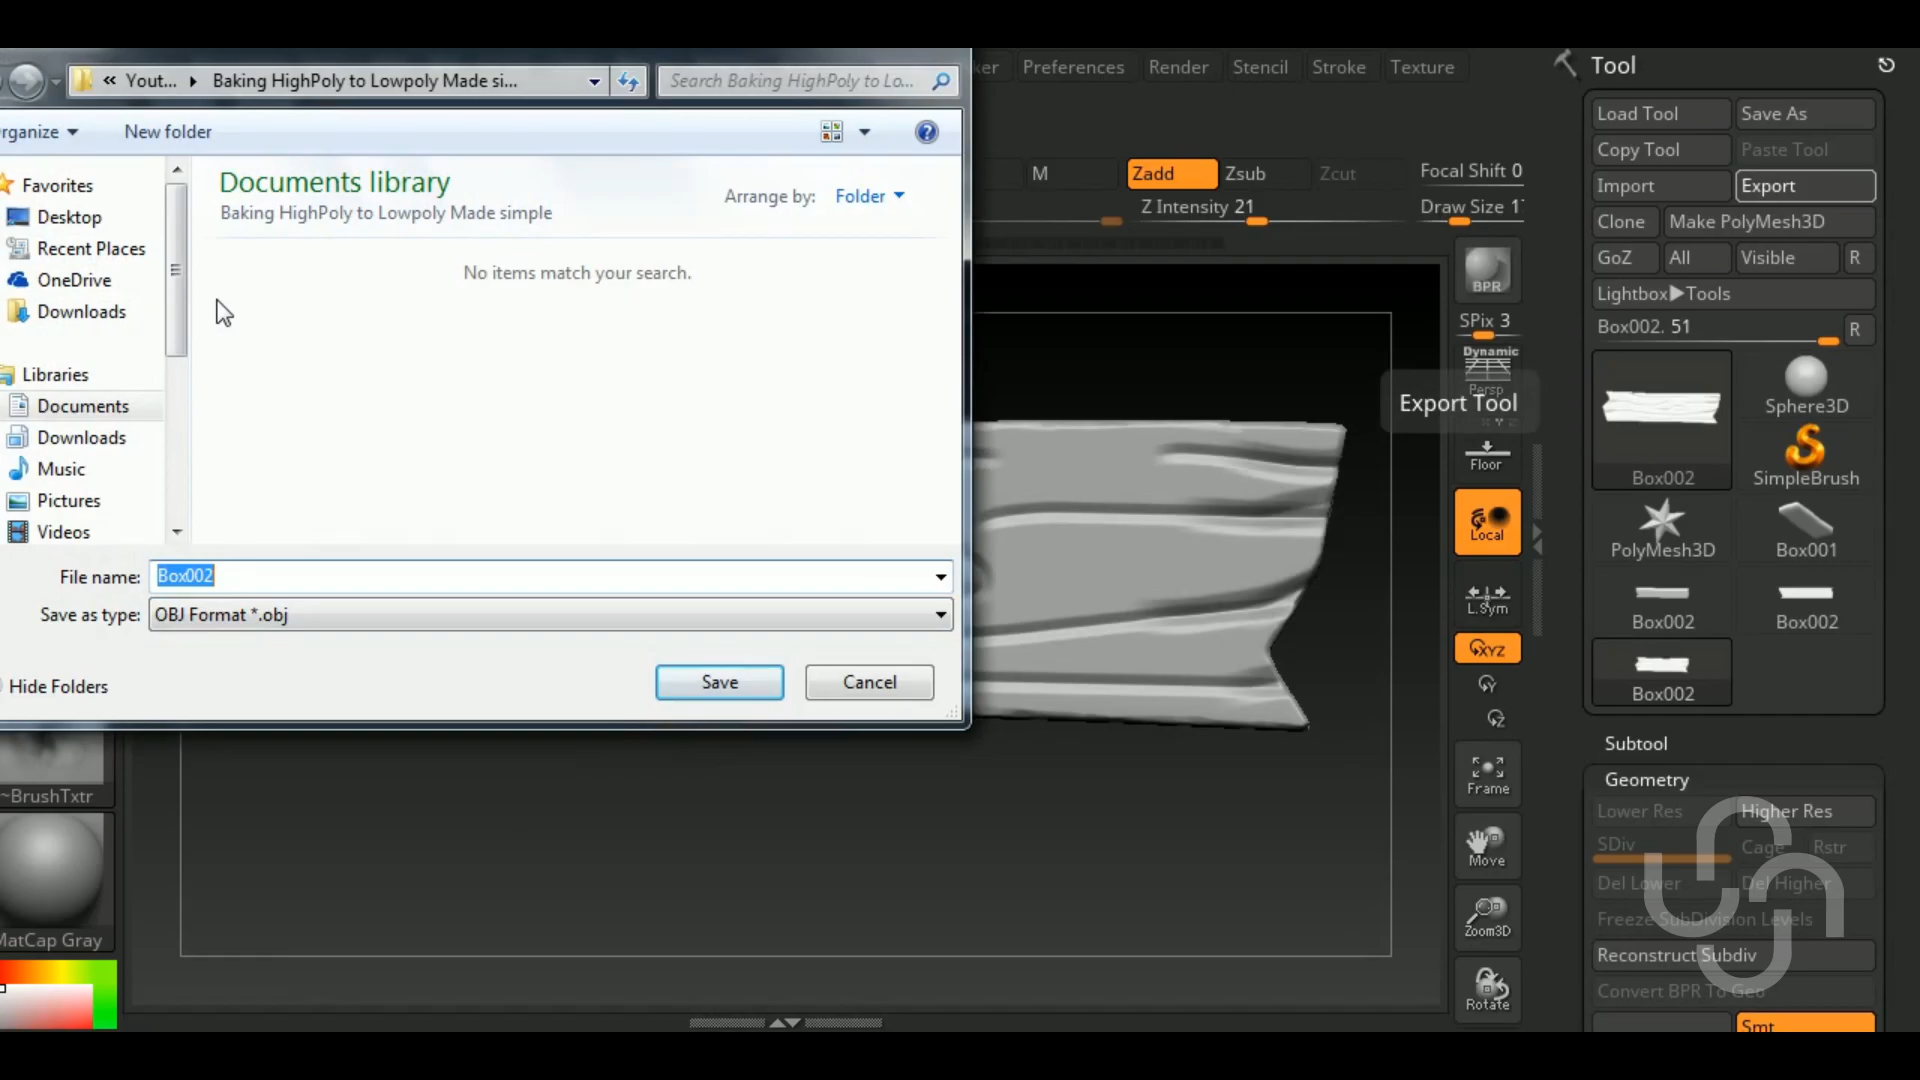 « Yout... ▸ Baking HighPoly to Lowpoly Made si...
Search Baking HighPoly to Lo...
rganize
New folder
Favorites
Desktop
Recent Places
OneDrive
Downloads
Libraries
Documents
Downloads
Music
Pictures
Videos
Documents library
Baking HighPoly to Lowpoly Made simple
Arrange by: Folder
No items match your search.
File name: Box002
Save as type: OBJ Format *.obj
Hide Folders
Save
Cancel
ker
Preferences
Render
Stencil
Stroke
Texture
M
Zadd
Zsub
Zcut
Focal Shift 0
Z Intensity 21
Draw Size 1
BPR
SPix 3
Dynamic
Persp
Export Tool
Floor
Local
L.Sym
XYZ
Y
Z
Frame
Move
Zoom3D
Rotate
Tool
Load Tool
Save As
Copy Tool
Paste Tool
Import
Export
Clone
Make PolyMesh3D
GoZ
All
Visible
R
Lightbox▶Tools
Box002. 51
R
Box002
Sphere3D
SimpleBrush
PolyMesh3D
Box001
Box002
Box002
Box002
Subtool
Geometry
Lower Res
Higher Res
SDiv
Cage
Rstr
Del Lower
Del Higher
Freeze SubDivision Levels
Reconstruct Subdiv
Convert BPR To Geo
Smt
~BrushTxtr
MatCap Gray